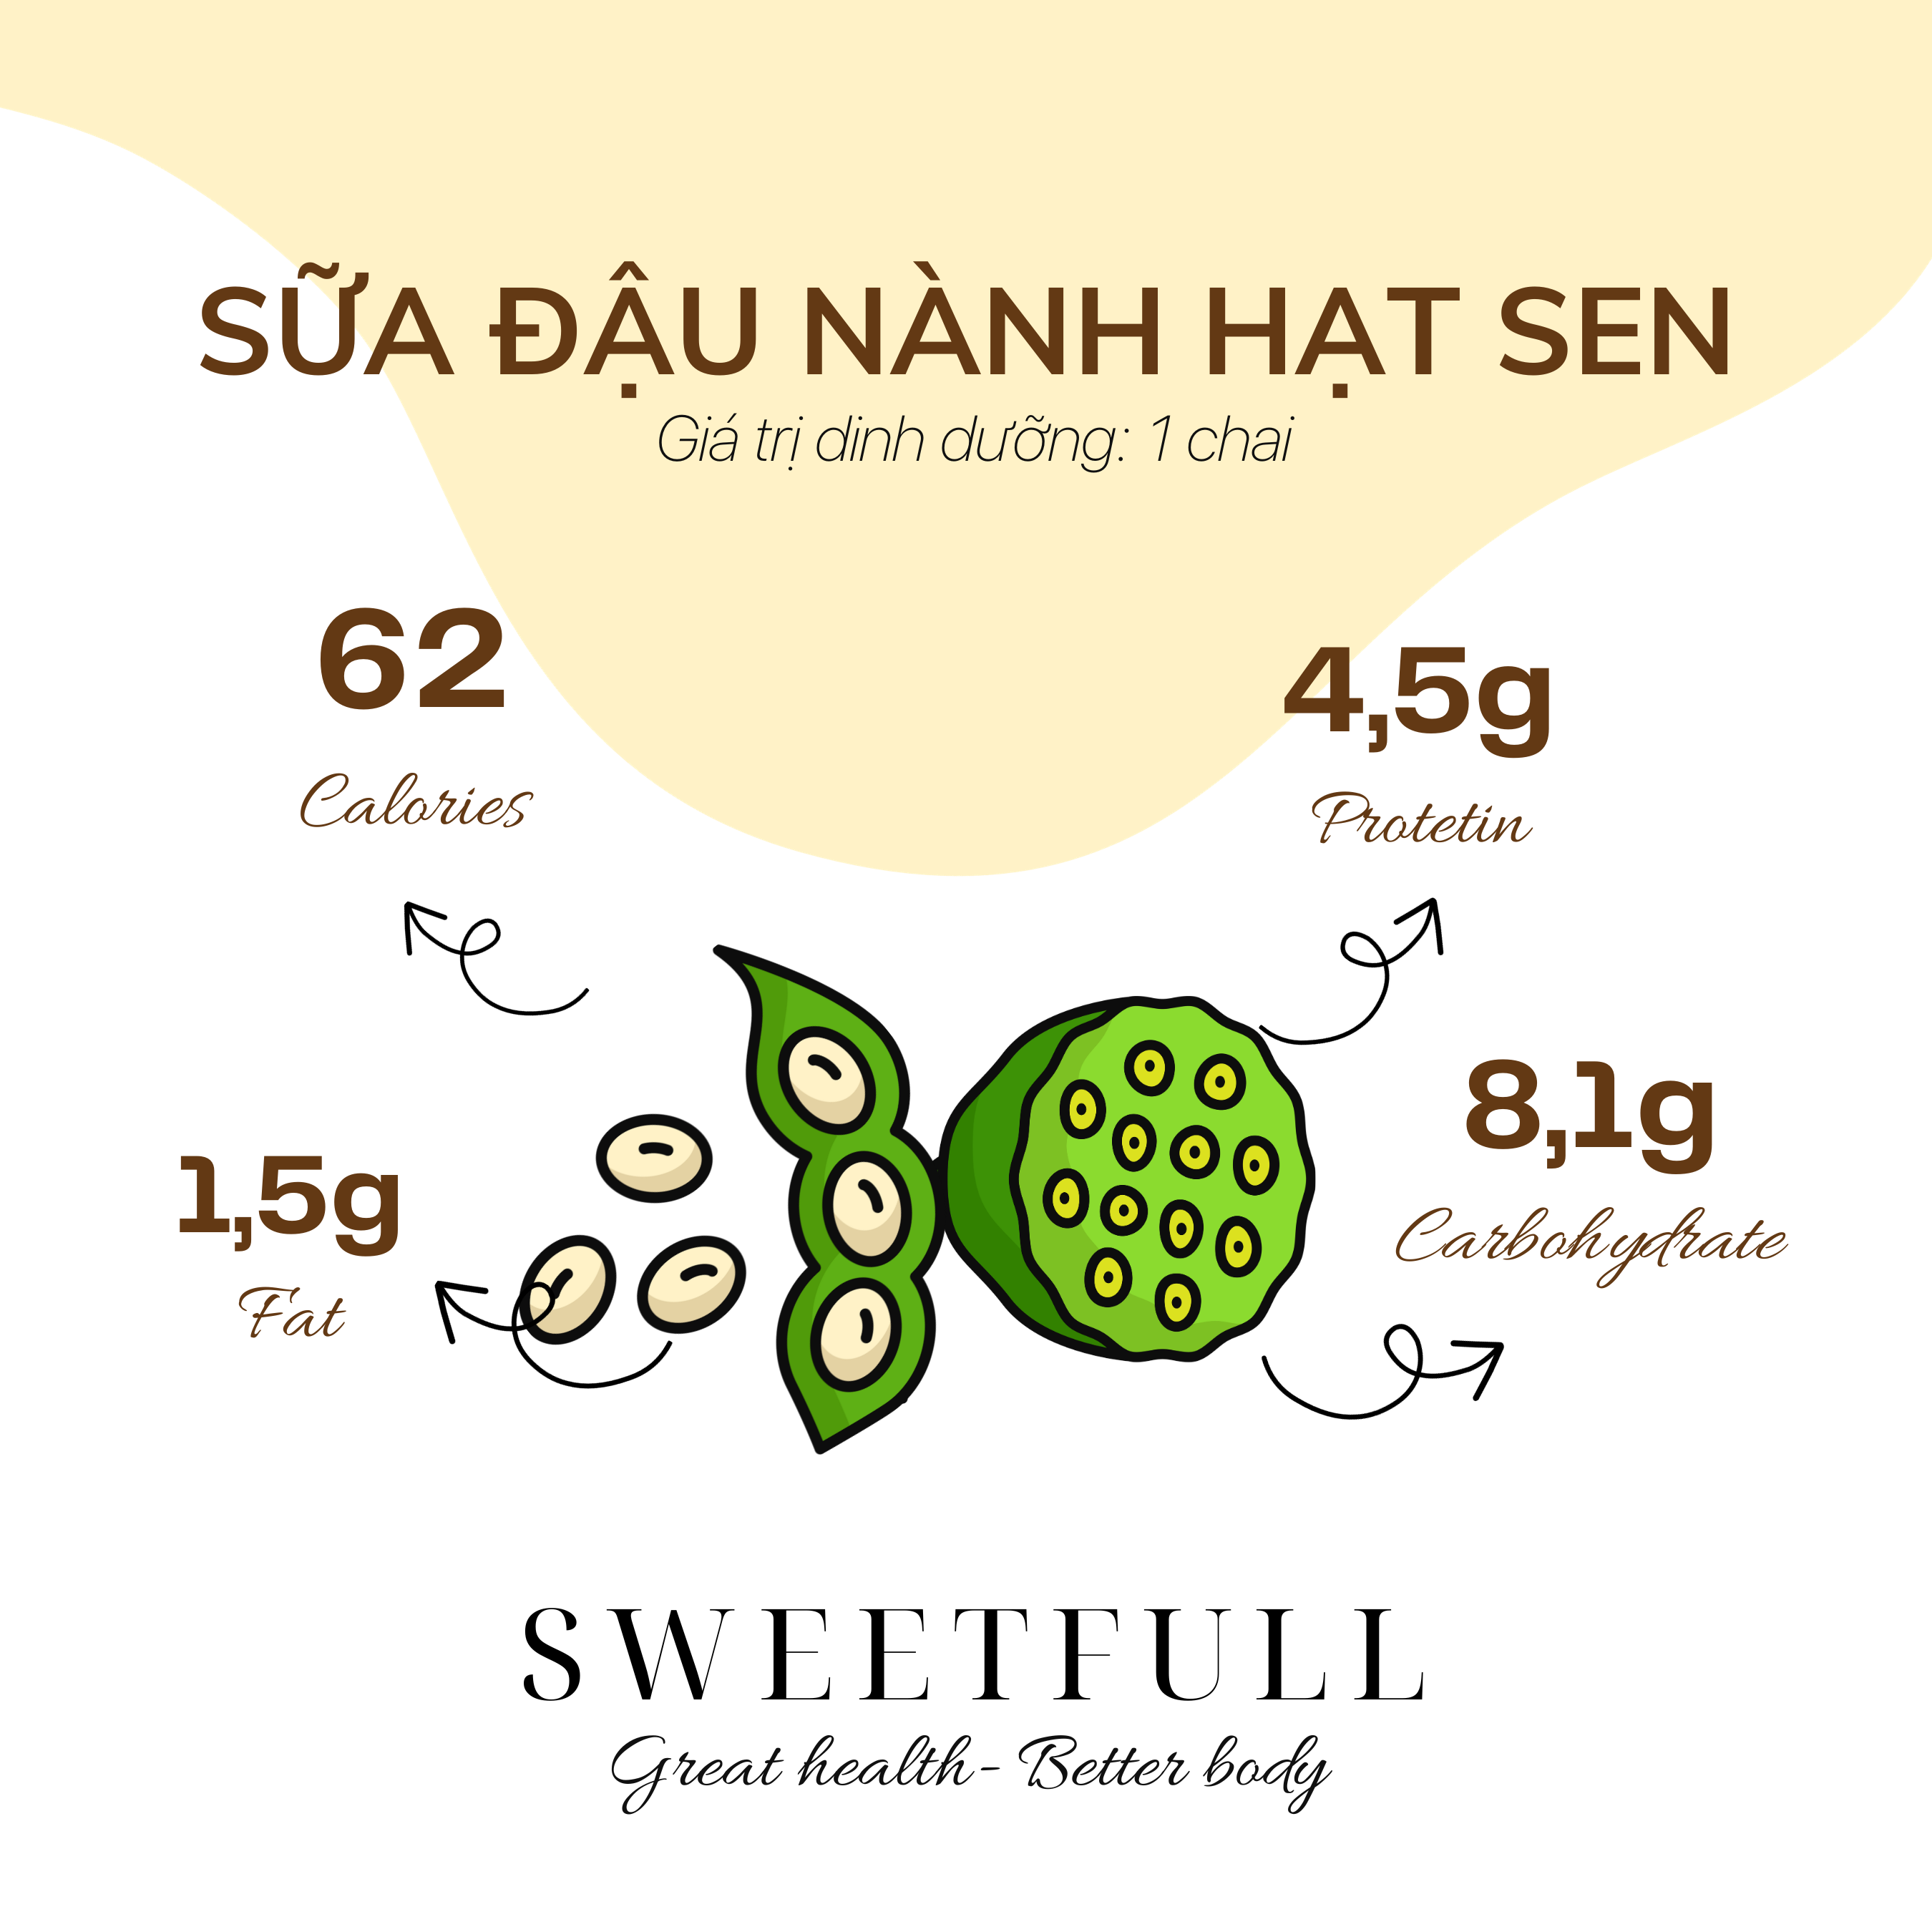 SỮA ĐẬU NÀNH HẠT SEN
Giá trị dinh dưỡng: 1 chai
62
Calories
4,5g
Protein
1,5g
Fat
8,1g
Carbohydrate
SWEETFULL
Great health-Better body